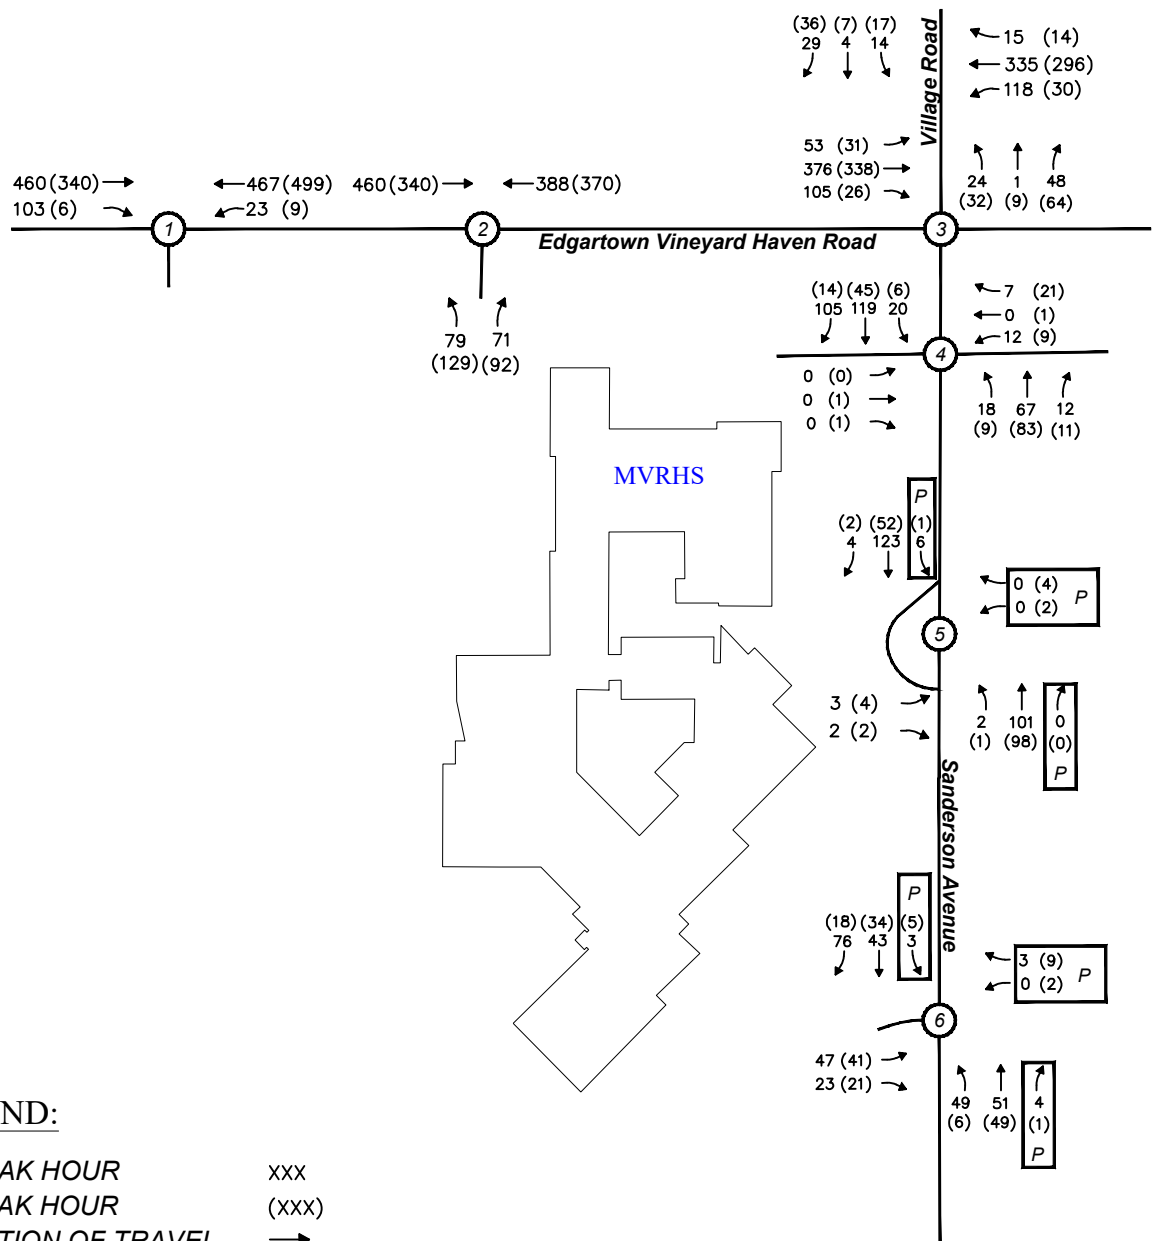 (36) (7) (17)
29 4 14
Village Road
15 (14)
335 (296)
118 (30)
53 (31)
376 (338)
105 (26)
24 1 48
(32) (9) (64)
460 (340)
103 (6)
467 (499)
23 (9)
460 (340)
388 (370)
1
2
3
Edgartown Vineyard Haven Road
79 71
(129) (92)
(14) (45) (6)
105 119 20
7 (21)
0 (1)
12 (9)
4
0 (0)
0 (1)
0 (1)
18 67 12
(9) (83) (11)
MVRHS
P
(2) (52) (1)
4 123 6
0 (4)
0 (2)
P
5
3 (4)
2 (2)
2 101 0
(1) (98) (0)
P
Sanderson Avenue
P
(18) (34) (5)
76 43 3
3 (9)
0 (2)
P
6
47 (41)
23 (21)
49 51 4
(6) (49) (1)
P
ND:
AK HOUR XXX
AK HOUR (XXX)
TION OF TRAVEL